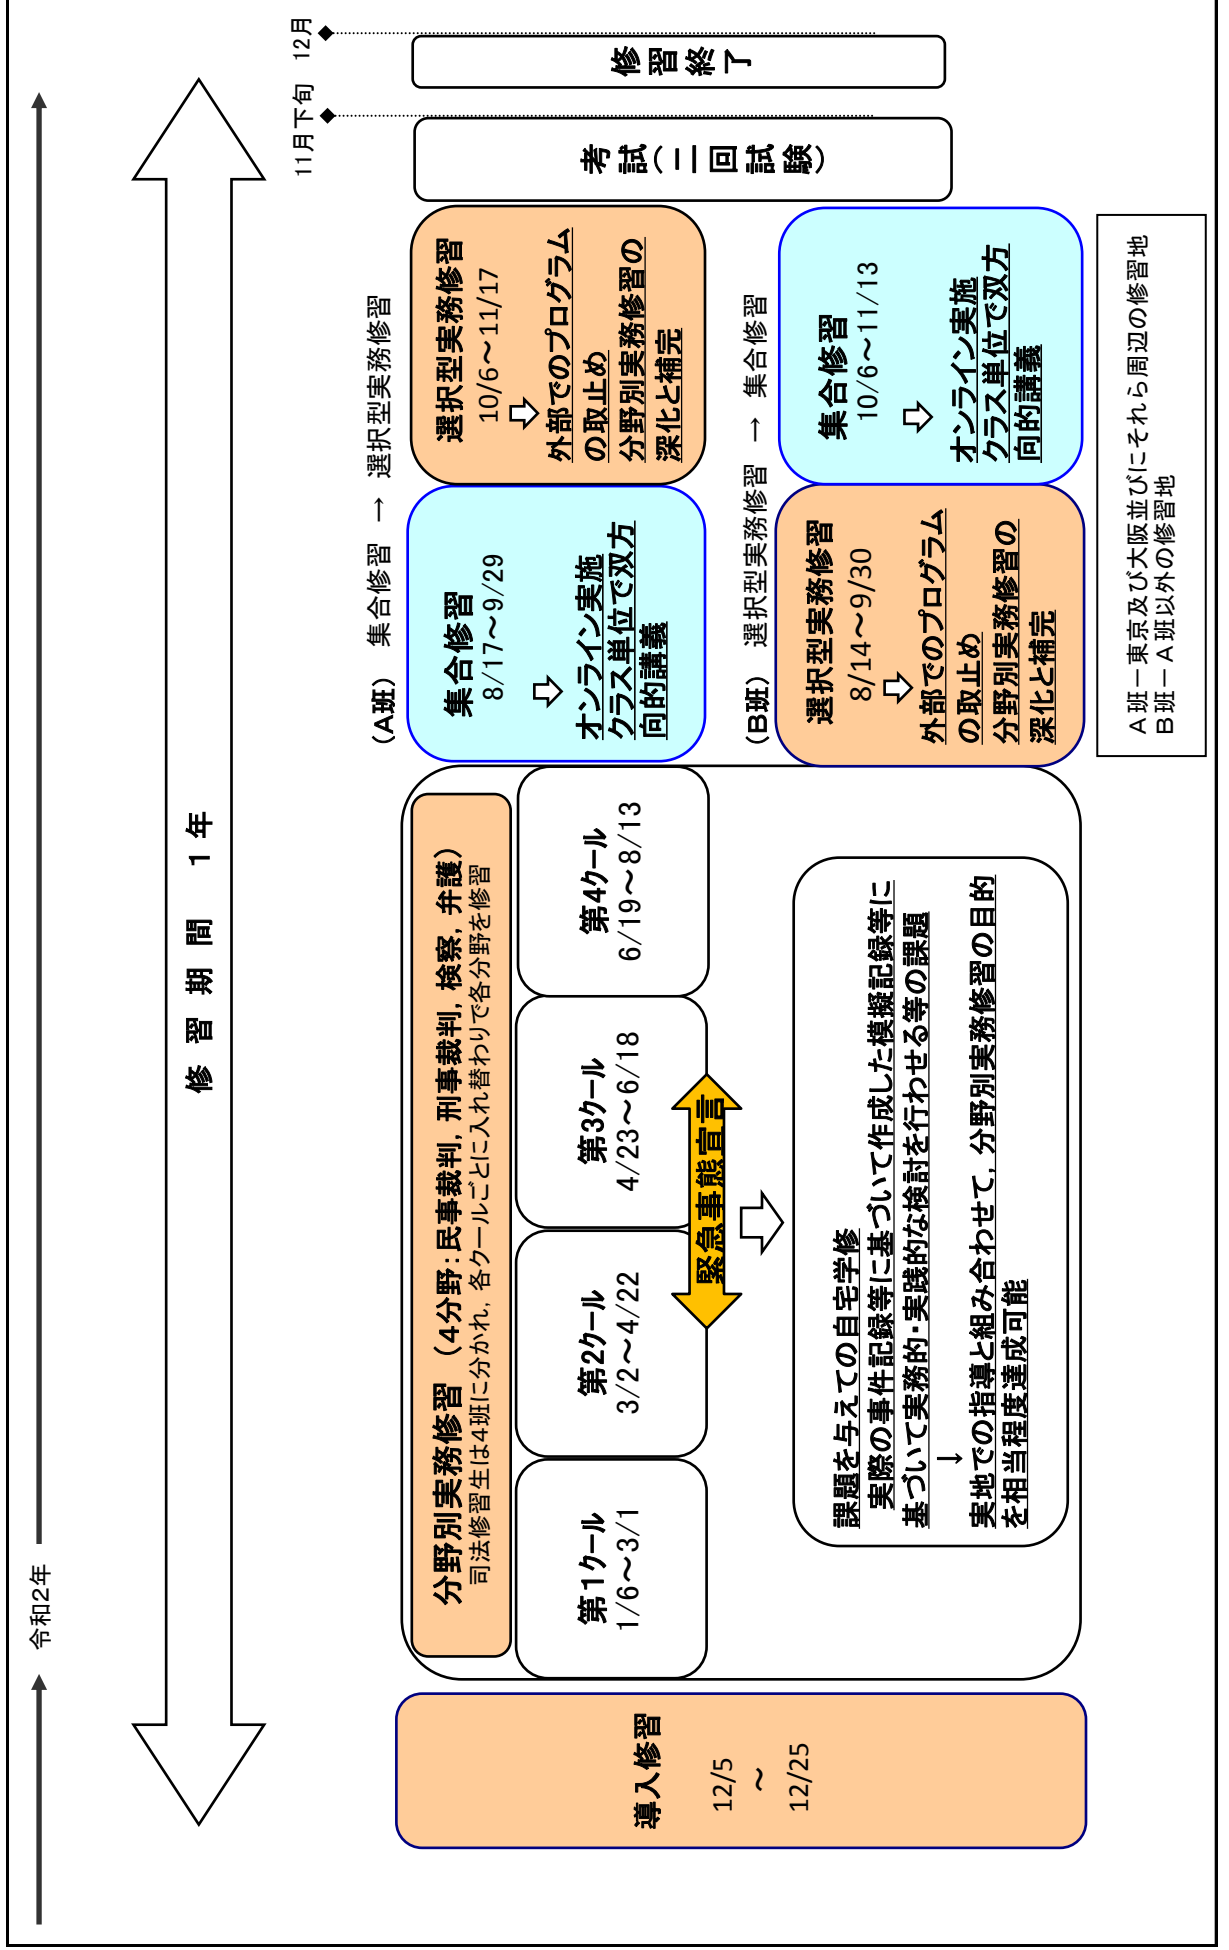 令和2年
修習期間 1年
11月下旬
12月
導入修習
12/5
～
12/25
分野別実務修習 （4分野：民事裁判，刑事裁判，検察，弁護）
司法修習生は4班に分かれ，各クールごとに入れ替わりで各分野を修習
第1クール
1/6～3/1
第2クール
3/2～4/22
第3クール
4/23～6/18
第4クール
6/19～8/13
緊急事態宣言
課題を与えての自宅学修
実際の事件記録等に基づいて作成した模擬記録等に
基づいて実務的・実践的な検討を行わせる等の課題
↓
実地での指導と組み合わせて，分野別実務修習の目的
を相当程度達成可能
（A班） 集合修習 → 選択型実務修習
集合修習
8/17～9/29
オンライン実施
クラス単位で双方
向的講義
選択型実務修習
10/6～11/17
外部でのプログラム
の取止め
分野別実務修習の
深化と補完
（B班） 選択型実務修習 → 集合修習
選択型実務修習
8/14～9/30
外部でのプログラム
の取止め
分野別実務修習の
深化と補完
集合修習
10/6～11/13
オンライン実施
クラス単位で双方
向的講義
考試（二回試験）
修習終了
A班－東京及び大阪並びにそれら周辺の修習地
B班－A班以外の修習地